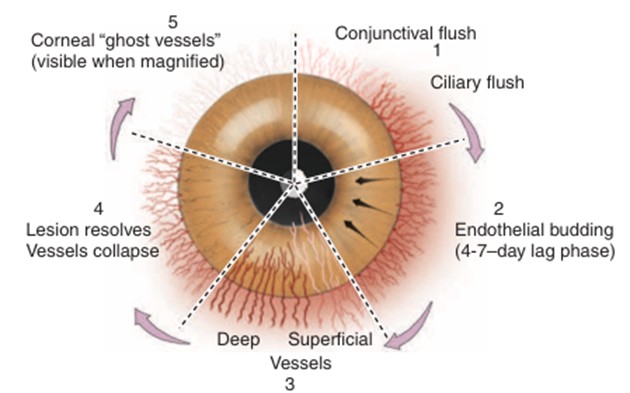 5
Corneal “ghost vessels”
(visible when magnified)
Conjunctival flush
1
Ciliary flush
2
Endothelial budding
(4-7–day lag phase)
4
Lesion resolves
Vessels collapse
Deep Superficial
Vessels
3